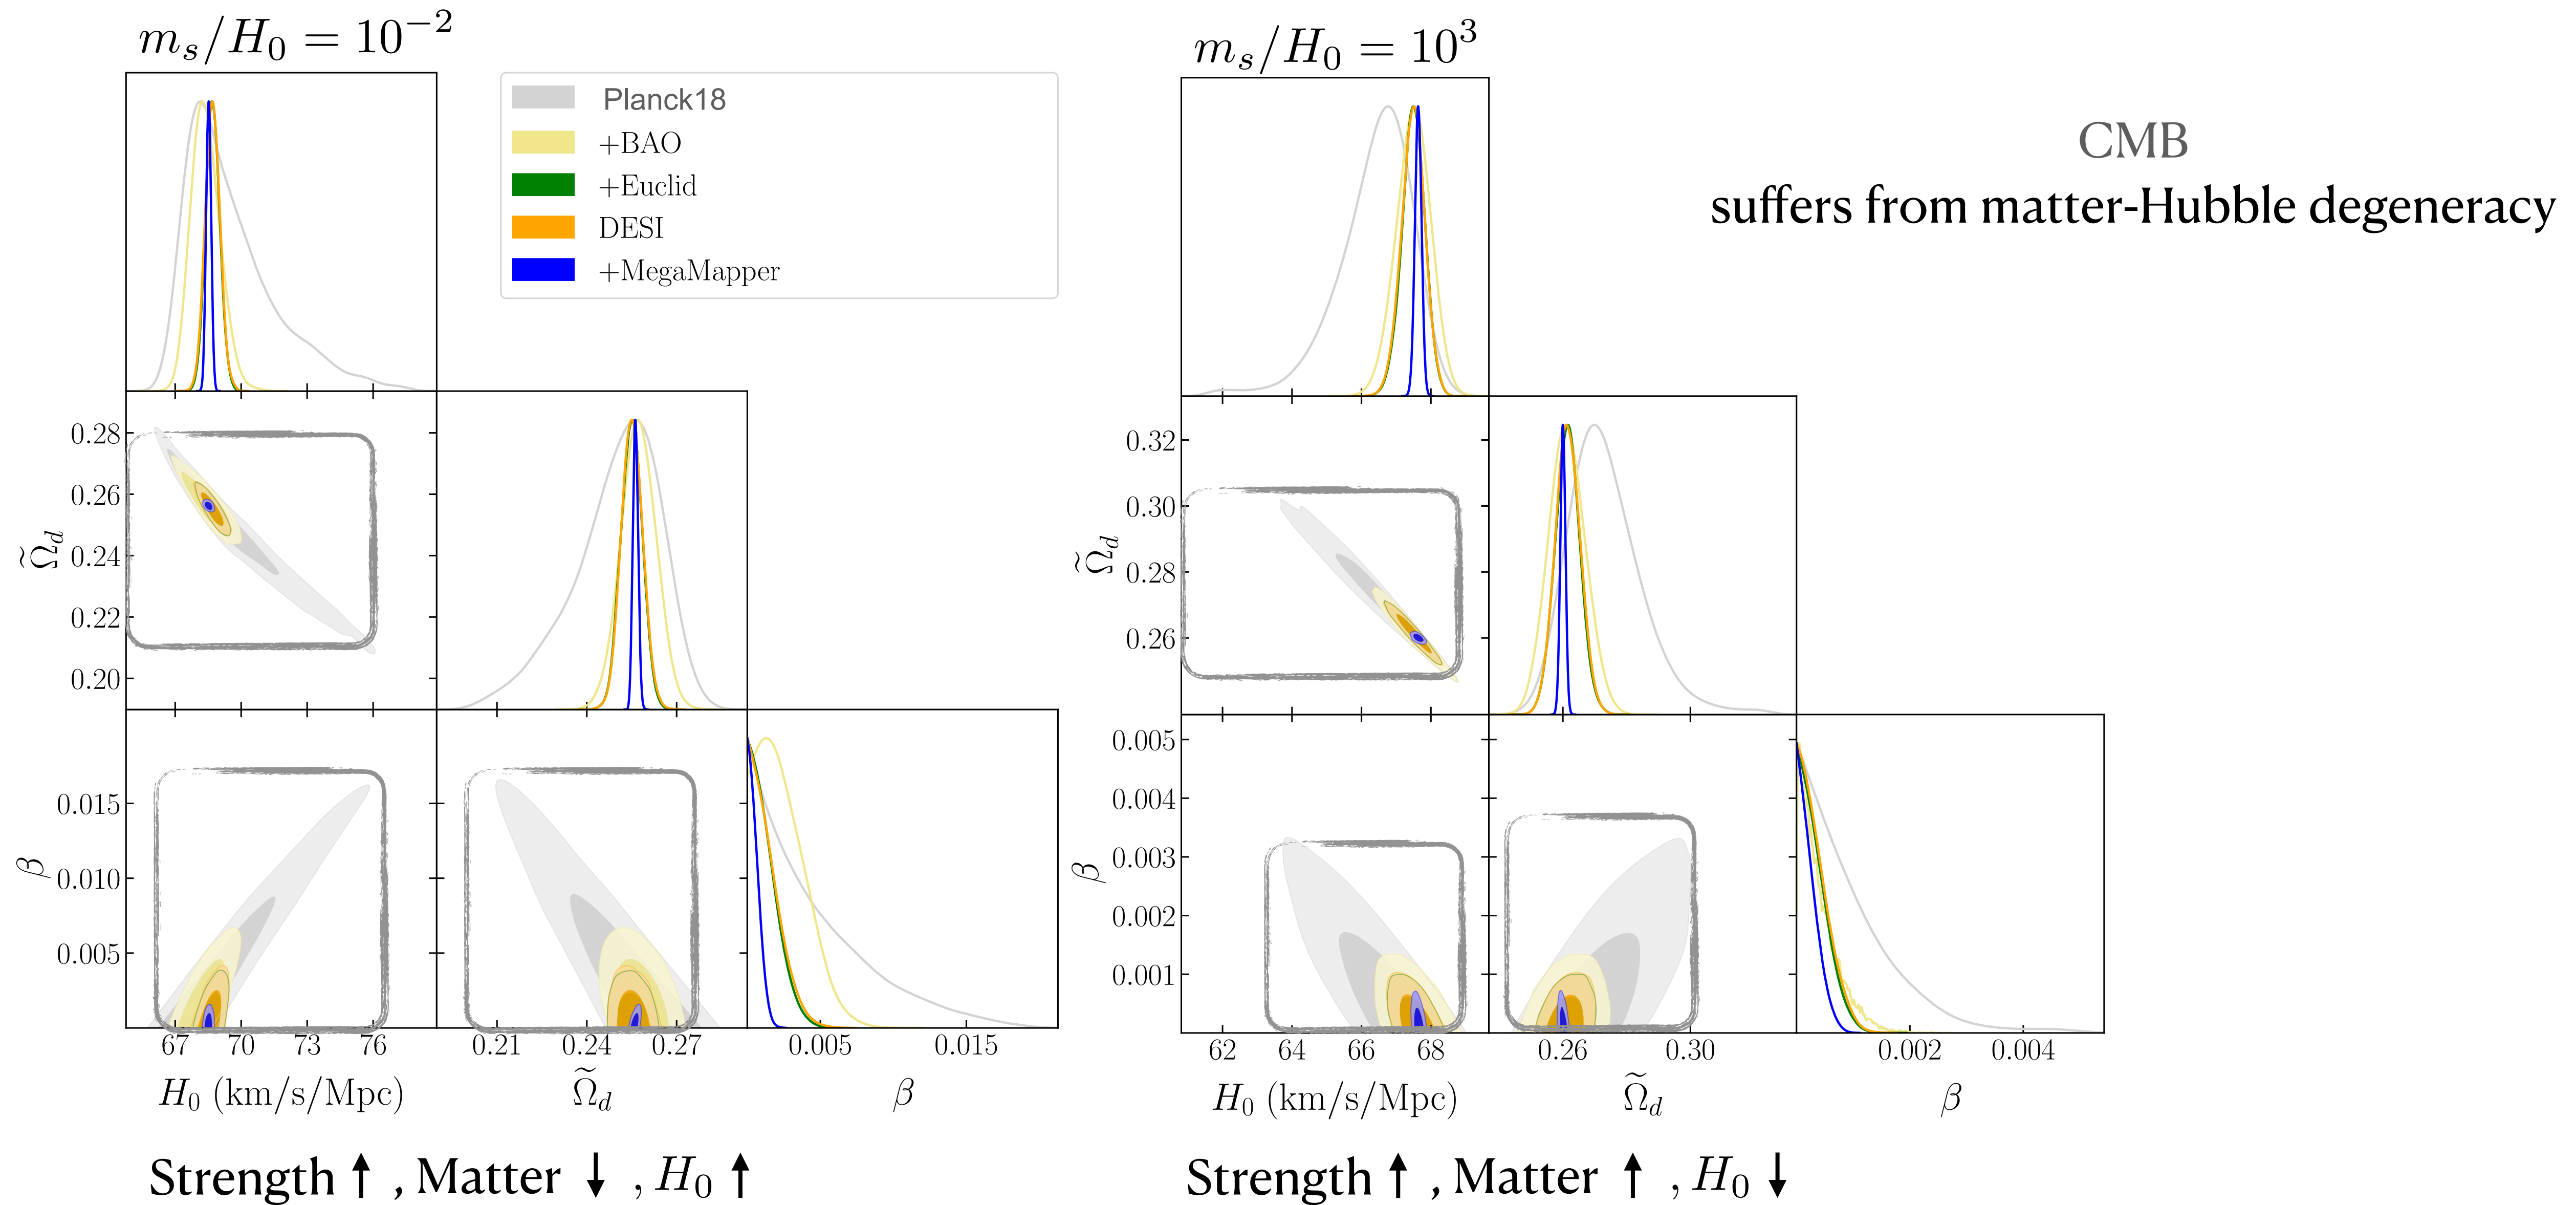 m_s/H_0 = 10^{-2}
Planck18
+BAO
+Euclid
DESI
+MegaMapper
0.28
0.26
0.24
0.22
0.20
Ω̃_d
0.015
0.010
0.005
β
67 70 73 76
0.21 0.24 0.27
0.005 0.015
H_0 (km/s/Mpc)
Ω̃_d
β
Strength ↑ , Matter ↓ , H_0 ↑
m_s/H_0 = 10^3
CMB
suffers from matter-Hubble degeneracy
0.32
0.30
0.28
0.26
Ω̃_d
0.005
0.004
0.003
0.002
0.001
β
62 64 66 68
0.26 0.30
0.002 0.004
H_0 (km/s/Mpc)
Ω̃_d
β
Strength ↑ , Matter ↑ , H_0 ↓